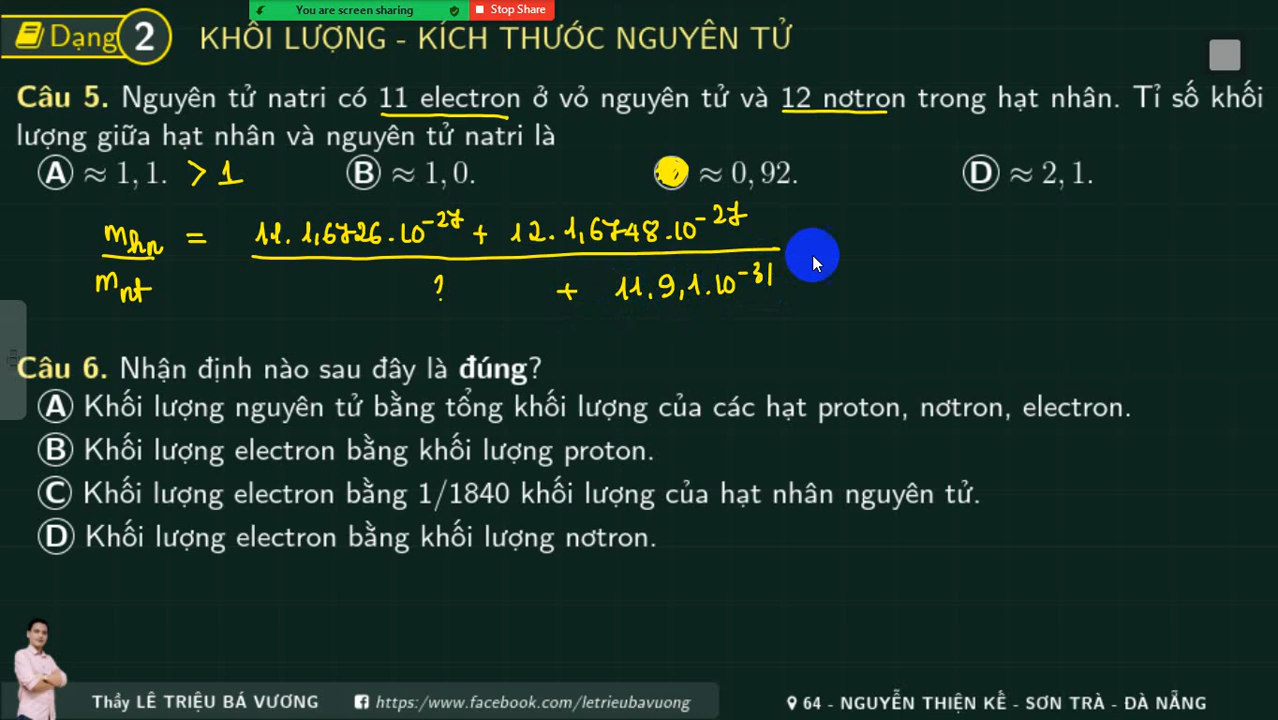 You are screen sharing Stop Share
Dạng 2 KHỐI LƯỢNG - KÍCH THƯỚC NGUYÊN TỬ
Câu 5. Nguyên tử natri có 11 electron ở vỏ nguyên tử và 12 nơtron trong hạt nhân. Tỉ số khối
lượng giữa hạt nhân và nguyên tử natri là
A ≈ 1, 1. > 1 B ≈ 1, 0. ≈ 0, 92. D ≈ 2, 1.
m_hn / m_nt = (11. 1,6726.10^-27 + 12. 1,6748.10^-27) / (? + 11. 9,1.10^-31)
Câu 6. Nhận định nào sau đây là đúng?
A Khối lượng nguyên tử bằng tổng khối lượng của các hạt proton, nơtron, electron.
B Khối lượng electron bằng khối lượng proton.
C Khối lượng electron bằng 1/1840 khối lượng của hạt nhân nguyên tử.
D Khối lượng electron bằng khối lượng nơtron.
Thầy LÊ TRIỆU BÁ VƯƠNG https://www.facebook.com/letrieubavuong 64 - NGUYỄN THIỆN KẾ - SƠN TRÀ - ĐÀ NẴNG